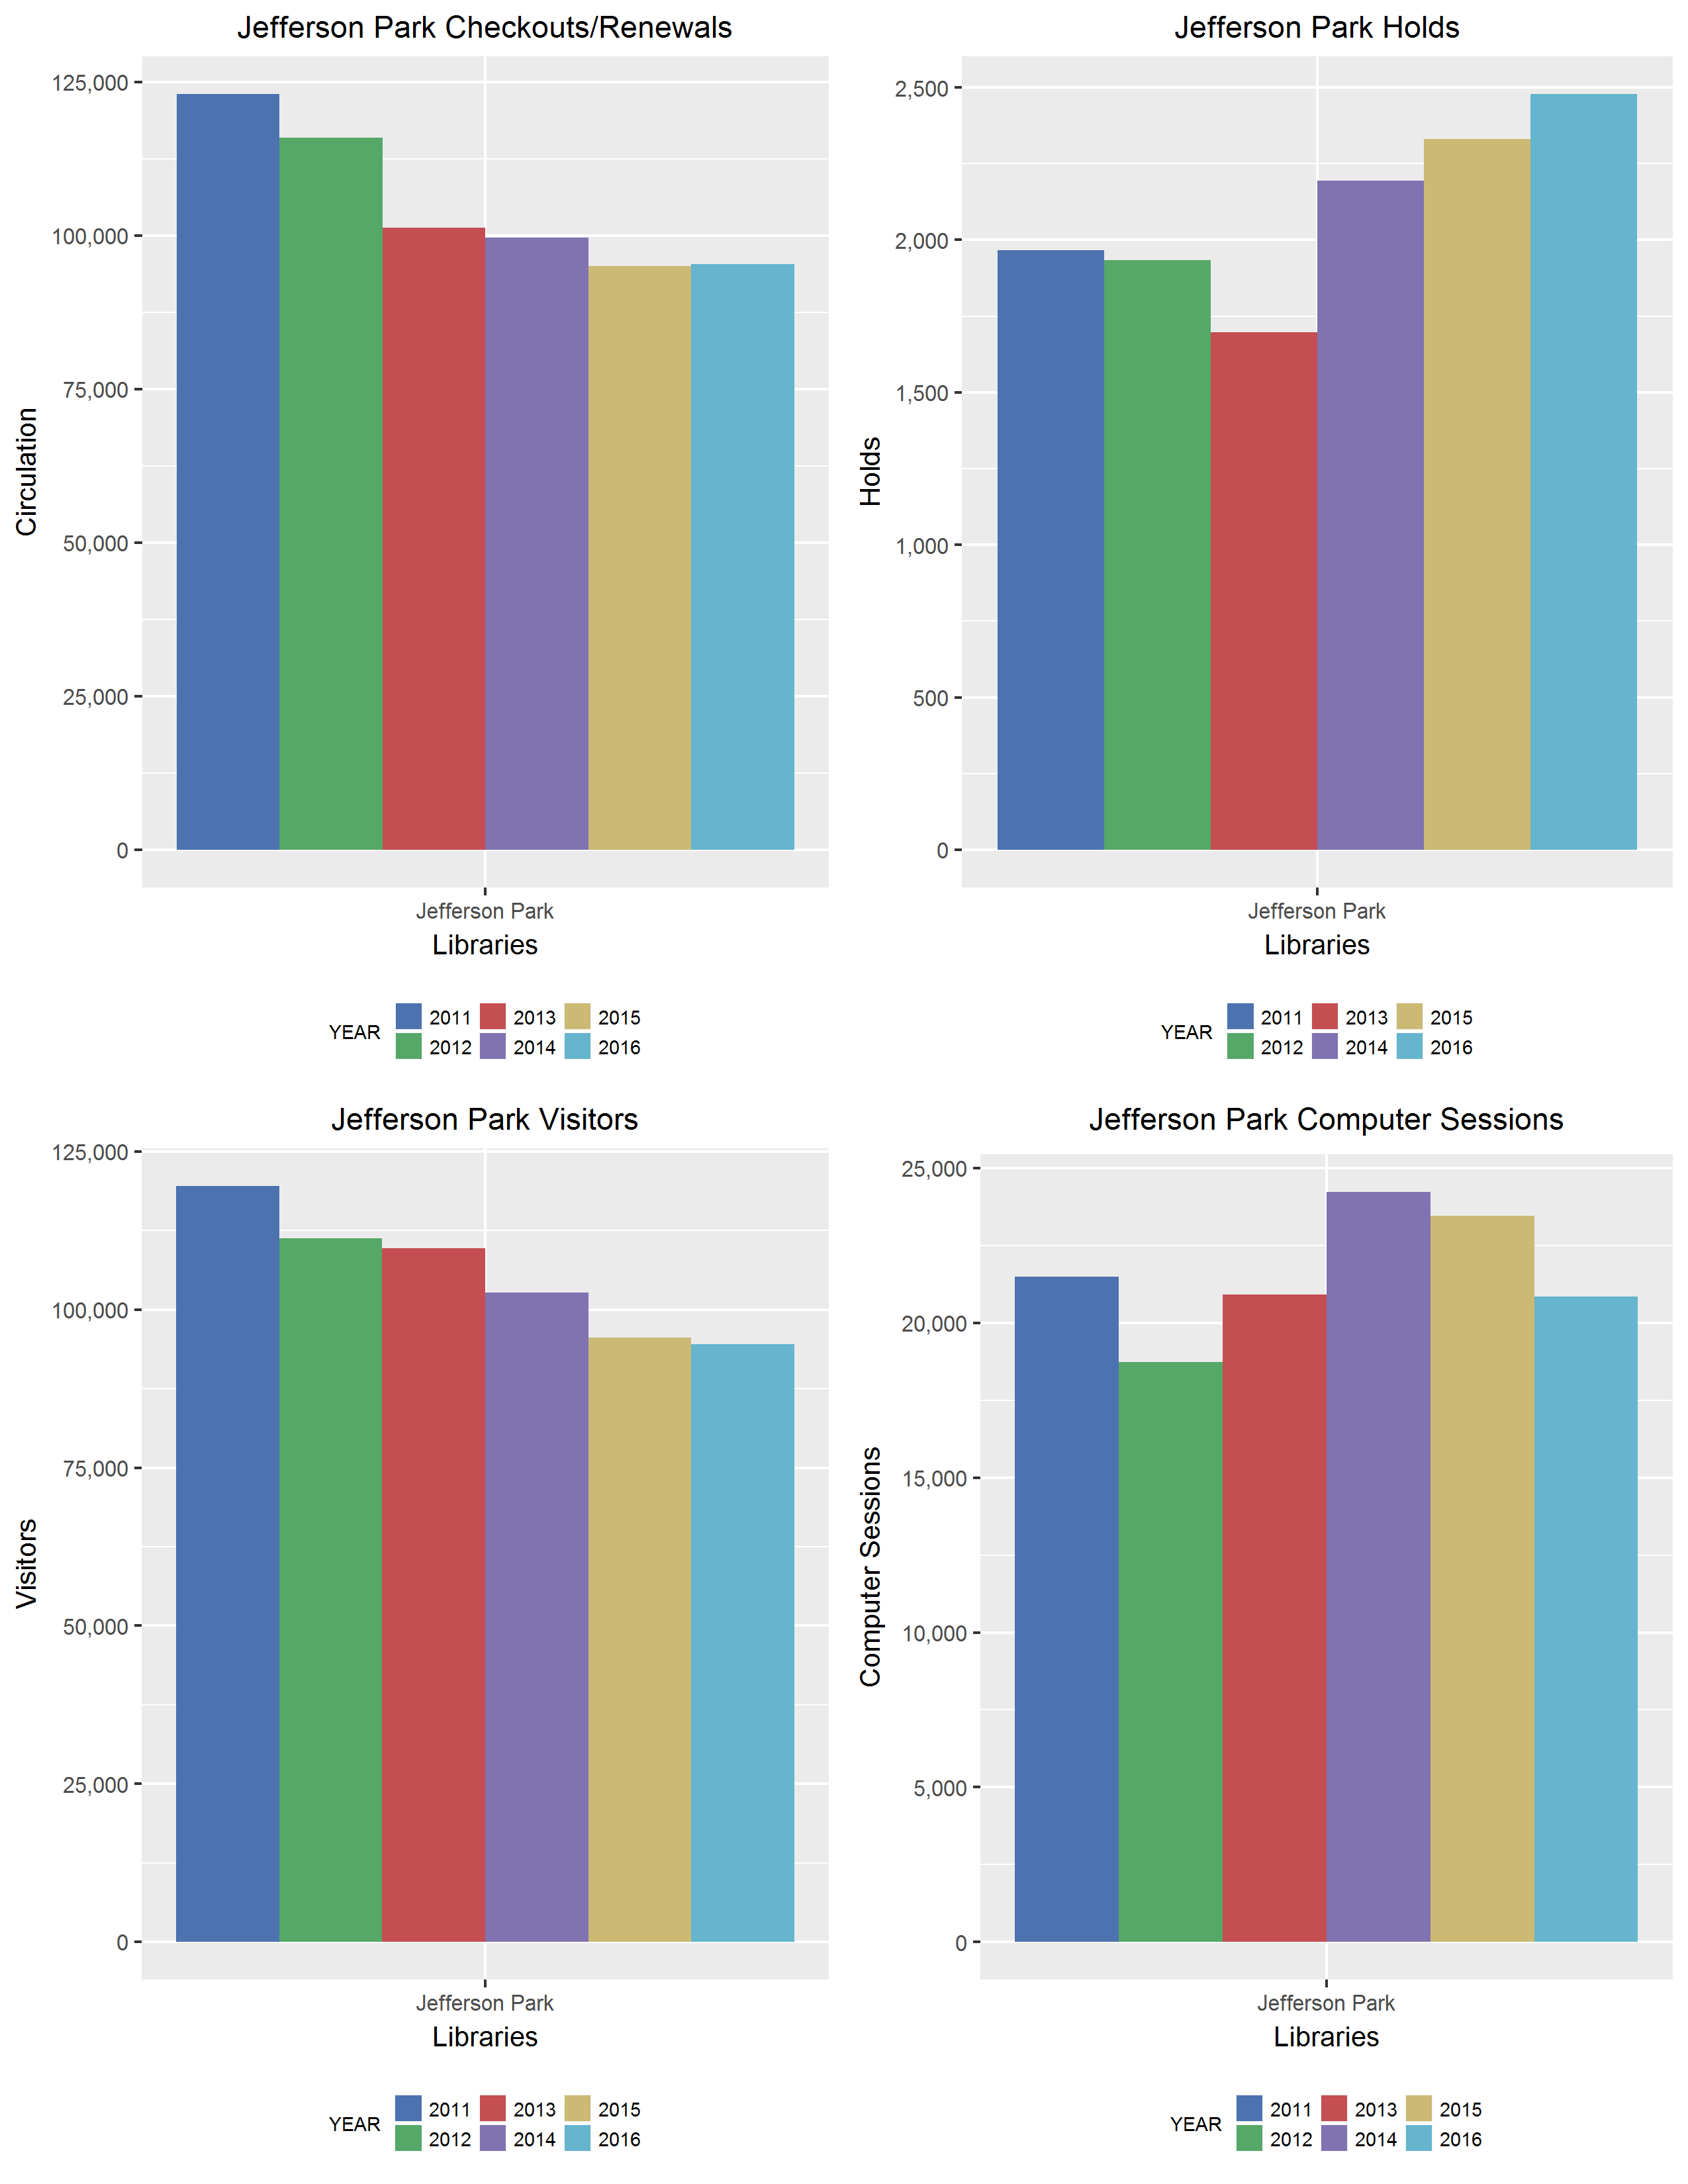 Jefferson Park Checkouts/Renewals
125,000
100,000
75,000
50,000
25,000
0
Circulation
Jefferson Park
Libraries
YEAR
2011
2013
2015
2012
2014
2016
Jefferson Park Holds
2,500
2,000
1,500
1,000
500
0
Holds
Jefferson Park
Libraries
YEAR
2011
2013
2015
2012
2014
2016
Jefferson Park Visitors
125,000
100,000
75,000
50,000
25,000
0
Visitors
Jefferson Park
Libraries
YEAR
2011
2013
2015
2012
2014
2016
Jefferson Park Computer Sessions
25,000
20,000
15,000
10,000
5,000
0
Computer Sessions
Jefferson Park
Libraries
YEAR
2011
2013
2015
2012
2014
2016